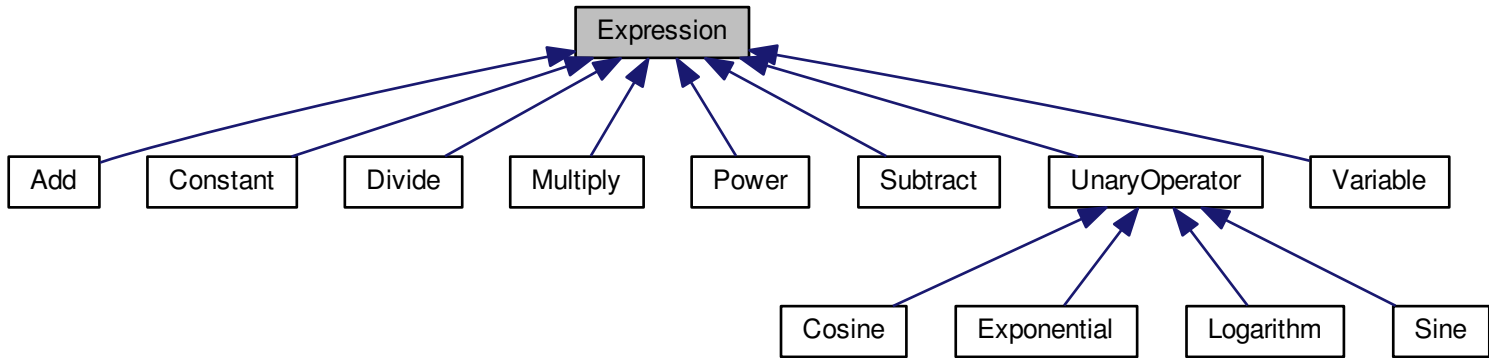 Expression
Add
Constant
Divide
Multiply
Power
Subtract
UnaryOperator
Variable
Cosine
Exponential
Logarithm
Sine